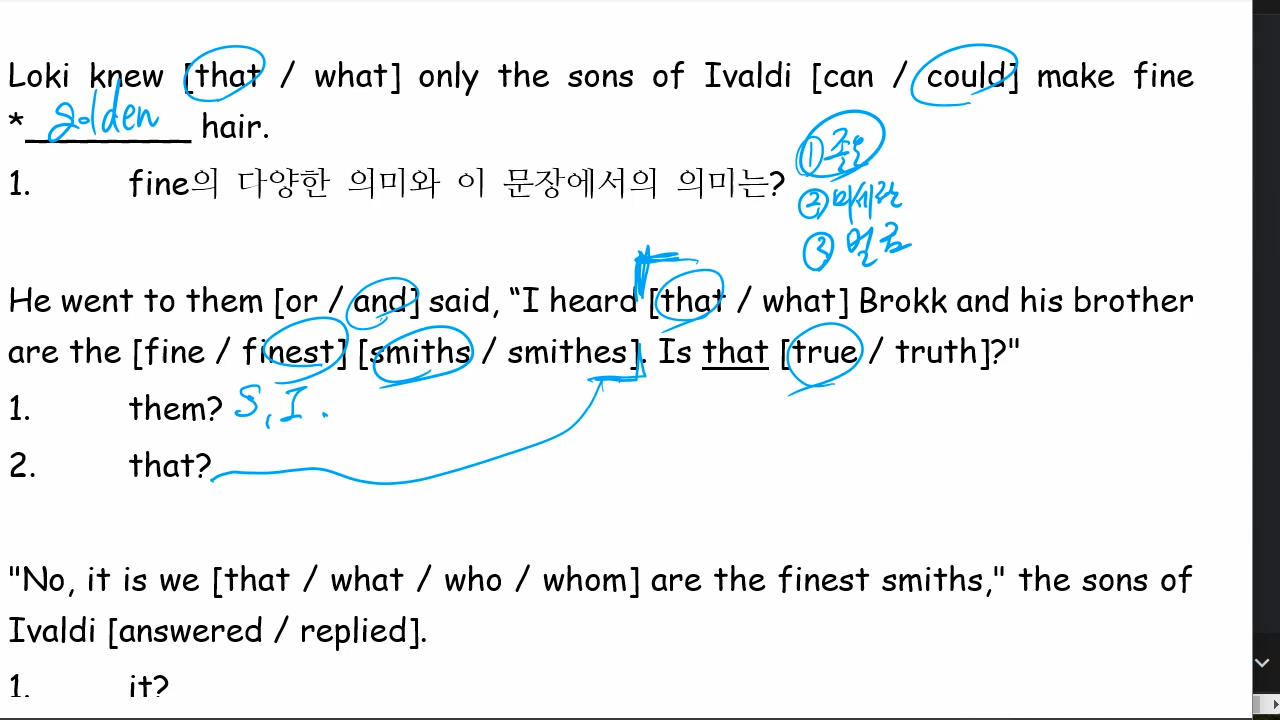 Loki knew [that / what] only the sons of Ivaldi [can / could] make fine
*golden hair.
1. fine의 다양한 의미와 이 문장에서의 의미는? ①좋은
②미세한
③벌금
He went to them [or / and] said, “I heard [that / what] Brokk and his brother
are the [fine / finest] [smiths / smithes]. Is that [true / truth]?"
1. them? S, I.
2. that?
"No, it is we [that / what / who / whom] are the finest smiths," the sons of
Ivaldi [answered / replied].
1. it?